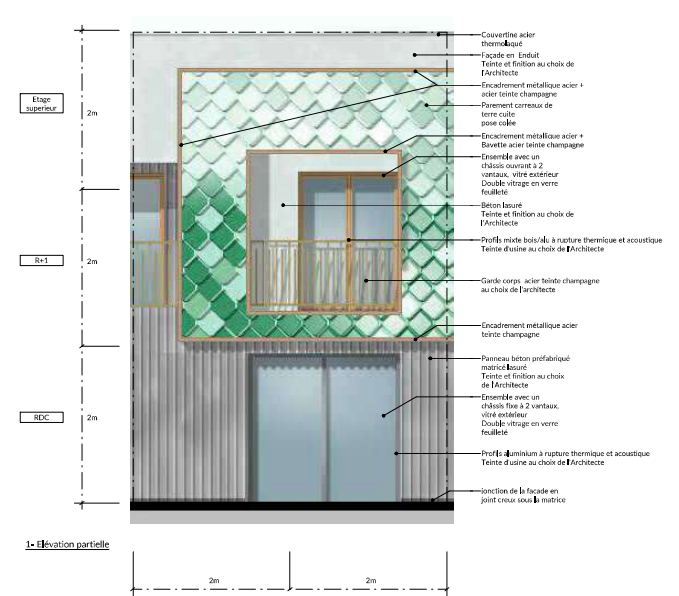 Couvertine acier
thermolaqué
Façade en Enduit
Teinte et finition au choix de
l'Architecte
Encadrement métallique acier +
acier teinte champagne
Parement carreaux de
terre cuite
pose colée
Encadrement métallique acier +
Bavette acier teinte champagne
Ensemble avec un
châssis ouvrant à 2
vantaux, vitré extérieur
Double vitrage en verre
feuilleté
Béton lasuré
Teinte et finition au choix de
l'Architecte
Profils mixte bois/alu à rupture thermique et acoustique
Teinte d'usine au choix de l'Architecte
Garde corps acier teinte champagne
au choix de l'architecte
Encadrement métallique acier
teinte champagne
Panneau béton préfabriqué
matricé lasuré
Teinte et finition au choix
de l'Architecte
Ensemble avec un
châssis fixe à 2 vantaux,
vitré extérieur
Double vitrage en verre
feuilleté
Profils aluminium à rupture thermique et acoustique
Teinte d'usine au choix de l'Architecte
jonction de la facade en
joint creux sous la matrice
Etage
superieur
2m
R+1
2m
RDC
2m
1- Elévation partielle
2m
2m